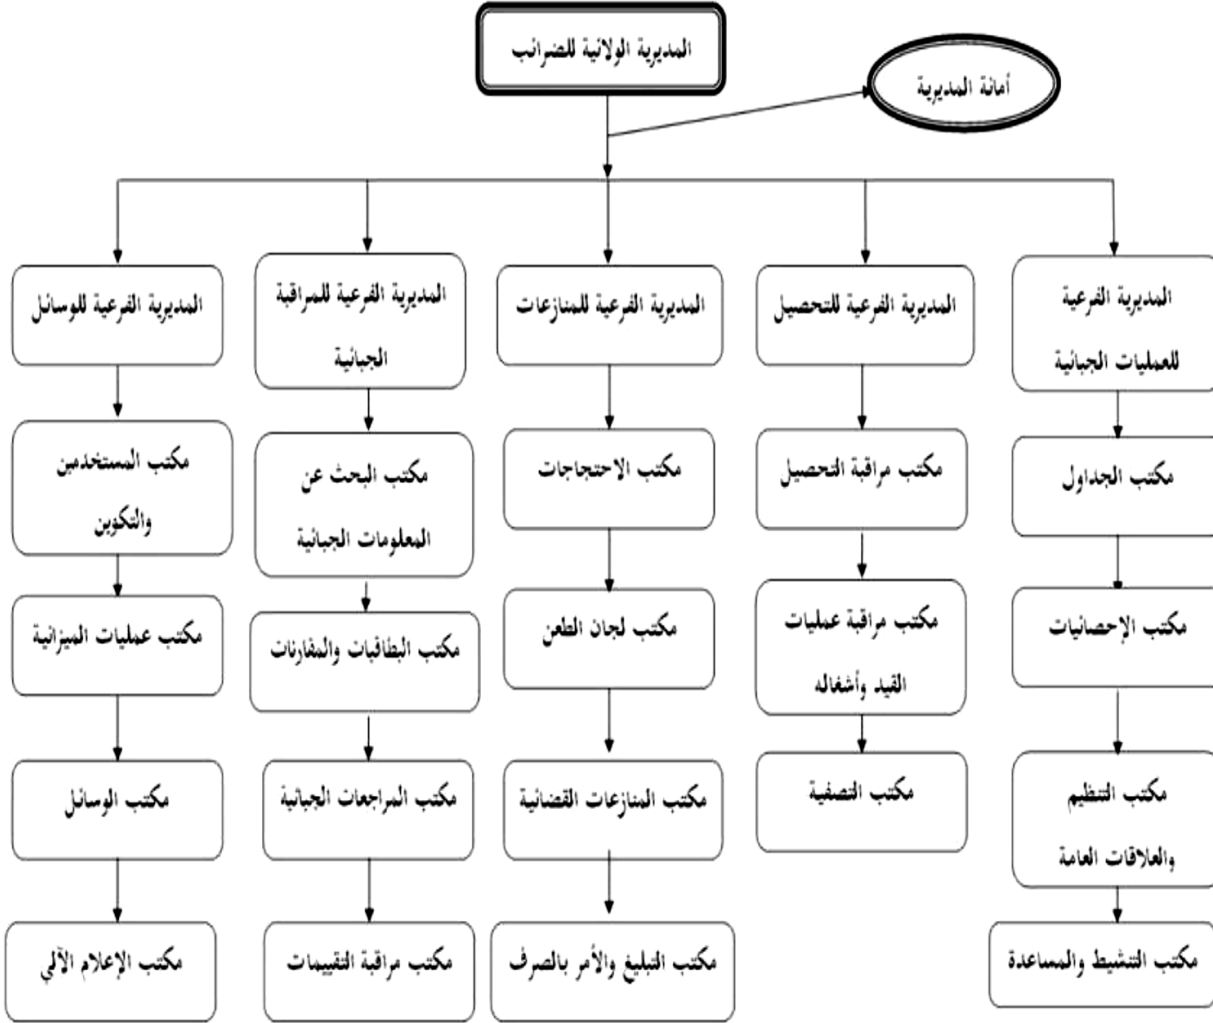 المديرية الولائية للضرائب
أمانة المديرية
المديرية الفرعية
للعمليات الجبائية
المديرية الفرعية للتحصيل
المديرية الفرعية للمنازعات
المديرية الفرعية للمراقبة
الجبائية
المديرية الفرعية للوسائل
مكتب الجداول
مكتب مراقبة التحصيل
مكتب الاحتجاجات
مكتب البحث عن
المعلومات الجبائية
مكتب المستخدمين
والتكوين
مكتب الإحصائيات
مكتب مراقبة عمليات
القيد وأشغاله
مكتب لجان الطعن
مكتب البطاقيات والمقارنات
مكتب عمليات الميزانية
مكتب التنظيم
والعلاقات العامة
مكتب التصفية
مكتب المنازعات القضائية
مكتب المراجعات الجبائية
مكتب الوسائل
مكتب التنشيط والمساعدة
مكتب التبليغ والأمر بالصرف
مكتب مراقبة التقييمات
مكتب الإعلام الآلي